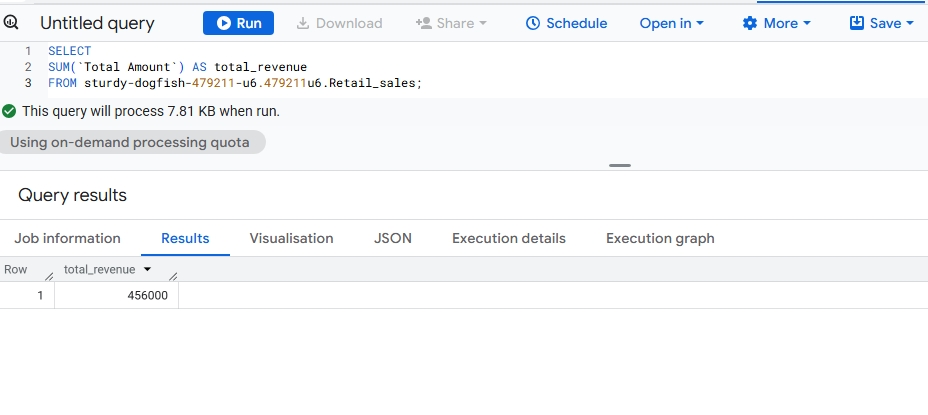 Untitled query Run Download Share Schedule Open in More Save
1 SELECT
2 SUM(`Total Amount`) AS total_revenue
3 FROM sturdy-dogfish-479211-u6.479211u6.Retail_sales;
This query will process 7.81 KB when run.
Using on-demand processing quota
Query results
Job information Results Visualisation JSON Execution details Execution graph
Row total_revenue
1 456000